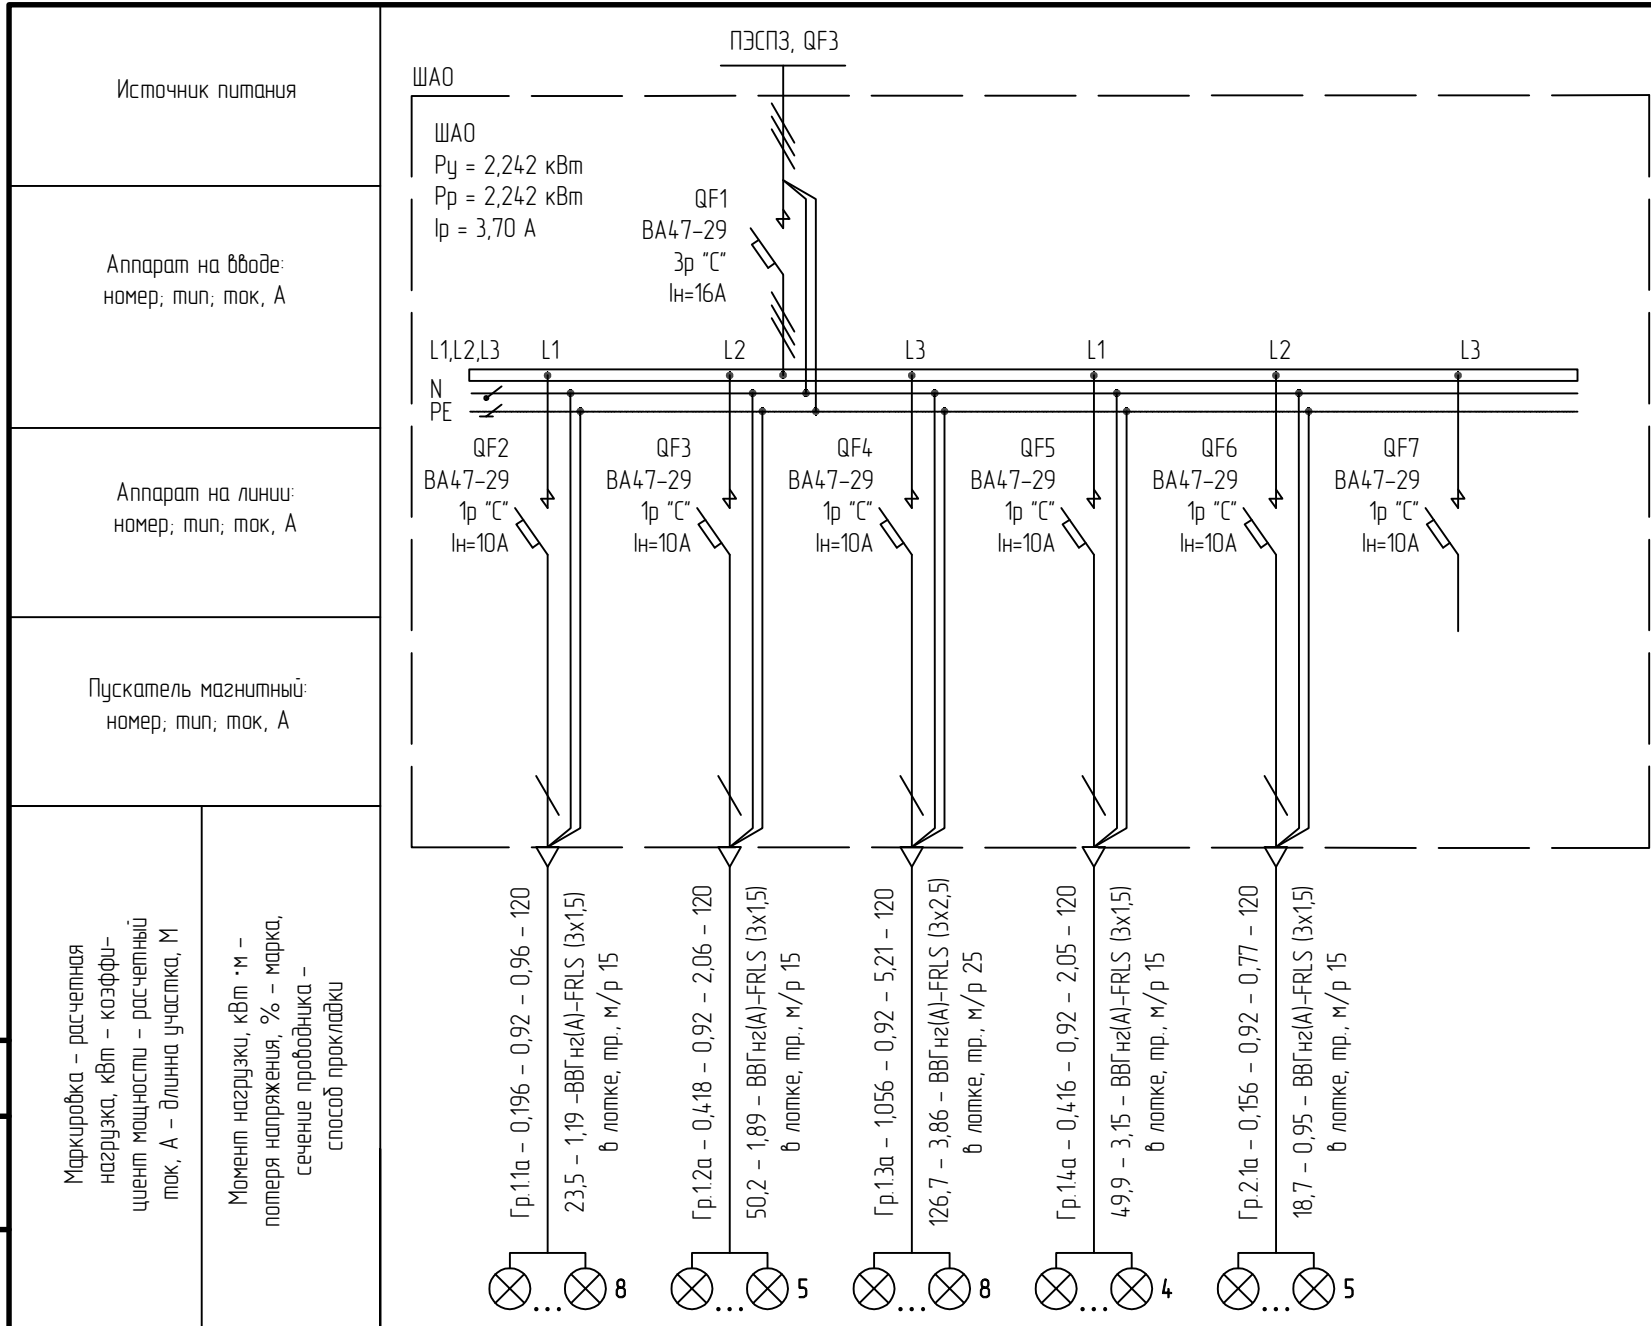 Источник питания
Аппарат на вводе:
номер; тип; ток, А
Аппарат на линии:
номер; тип; ток, А
Пускатель магнитный:
номер; тип; ток, А
Маркировка – расчетная
нагрузка, кВт – коэффи–
циент мощности – расчетный
ток, А – длинна участка, М
Момент нагрузки, кВт·м –
потеря напряжения, % – марка,
сечение проводника –
способ прокладки
ПЭСПЗ, QF3
ШАО
ШАО
Ру = 2,242 кВт
Рр = 2,242 кВт
Iр = 3,70 А
QF1
ВА47–29
3р "С"
Iн=16А
L1,L2,L3 L1 L2 L3 L1 L2 L3
N
PE
QF2
ВА47–29
1р "С"
Iн=10А
QF3
ВА47–29
1р "С"
Iн=10А
QF4
ВА47–29
1р "С"
Iн=10А
QF5
ВА47–29
1р "С"
Iн=10А
QF6
ВА47–29
1р "С"
Iн=10А
QF7
ВА47–29
1р "С"
Iн=10А
Гр.1.1а – 0,196 – 0,92 – 0,96 – 120
23,5 – 1,19 –ВВГнг(А)–FRLS (3х1,5)
в лотке, тр., м/р 15
Гр.1.2а – 0,418 – 0,92 – 2,06 – 120
50,2 – 1,89 – ВВГнг(А)–FRLS (3х1,5)
в лотке, тр., м/р 15
Гр.1.3а – 1,056 – 0,92 – 5,21 – 120
126,7 – 3,86 – ВВГнг(А)–FRLS (3х2,5)
в лотке, тр., м/р 25
Гр.1.4а – 0,416 – 0,92 – 2,05 – 120
49,9 – 3,15 – ВВГнг(А)–FRLS (3х1,5)
в лотке, тр., м/р 15
Гр.2.1а – 0,156 – 0,92 – 0,77 – 120
18,7 – 0,95 – ВВГнг(А)–FRLS (3х1,5)
в лотке, тр., м/р 15
... 8 ... 5 ... 8 ... 4 ... 5